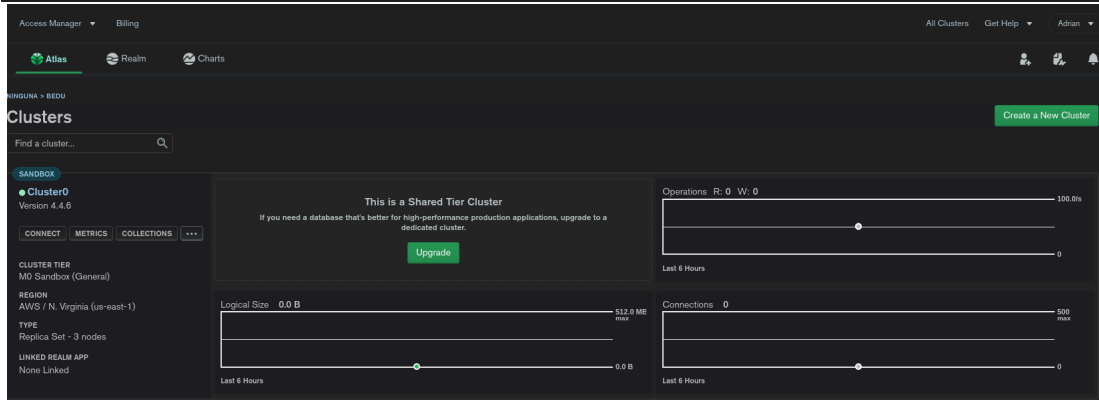 Access Manager Billing All Clusters Get Help Adrian
Atlas Realm Charts
NINGUNA > BEDU
Clusters
Create a New Cluster
Find a cluster...
SANDBOX
Cluster0
Version 4.4.6
CONNECT METRICS COLLECTIONS ...
CLUSTER TIER
M0 Sandbox (General)
REGION
AWS / N. Virginia (us-east-1)
TYPE
Replica Set - 3 nodes
LINKED REALM APP
None Linked
This is a Shared Tier Cluster
If you need a database that's better for high-performance production applications, upgrade to a
dedicated cluster.
Upgrade
Operations R: 0 W: 0
100.0/s
0
Last 6 Hours
Logical Size 0.0 B
512.0 MB
max
0.0 B
Last 6 Hours
Connections 0
500
max
0
Last 6 Hours